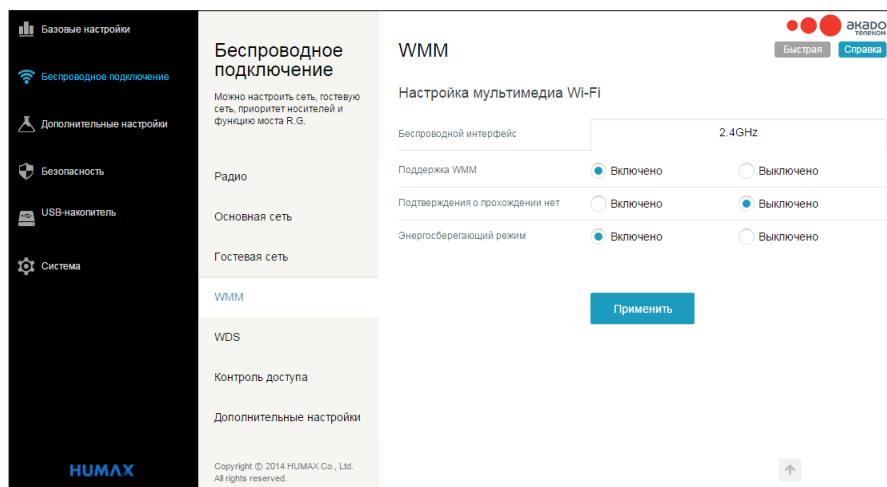 Базовые настройки
Беспроводное подключение
Дополнительные настройки
Безопасность
USB-накопитель
Система
HUMAX
Беспроводное
подключение
Можно настроить сеть, гостевую
сеть, приоритет носителей и
функцию моста R.G.
Радио
Основная сеть
Гостевая сеть
WMM
WDS
Контроль доступа
Дополнительные настройки
Copyright © 2014 HUMAX Co., Ltd.
All rights reserved.
акадо
телеком
Быстрая
Справка
WMM
Настройка мультимедиа Wi-Fi
Беспроводной интерфейс 2.4GHz
Поддержка WMM Включено Выключено
Подтверждения о прохождении нет Включено Выключено
Энергосберегающий режим Включено Выключено
Применить